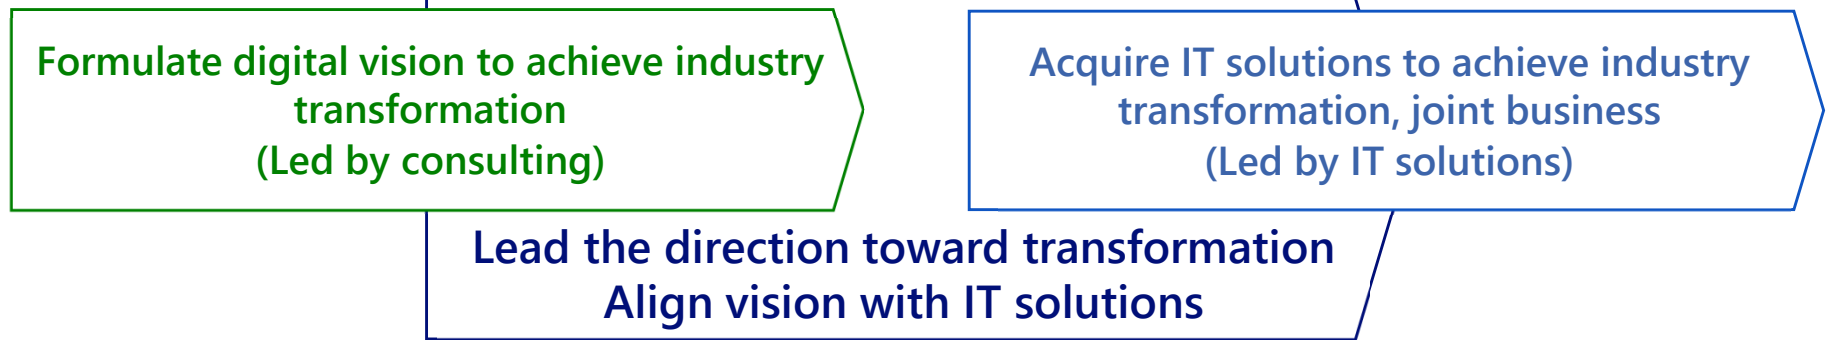 Formulate digital vision to achieve industry
transformation
(Led by consulting)
Acquire IT solutions to achieve industry
transformation, joint business
(Led by IT solutions)
Lead the direction toward transformation
Align vision with IT solutions